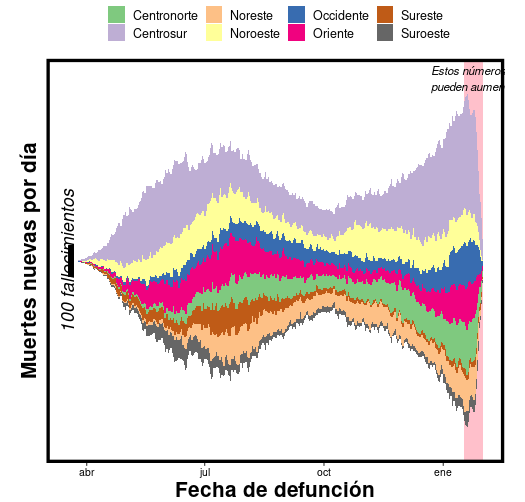 Centronorte Noreste Occidente Sureste
Centrosur Noroeste Oriente Suroeste
Estos números
pueden aumen
Muertes nuevas por día
100 fallecimientos
abr jul oct ene
Fecha de defunción